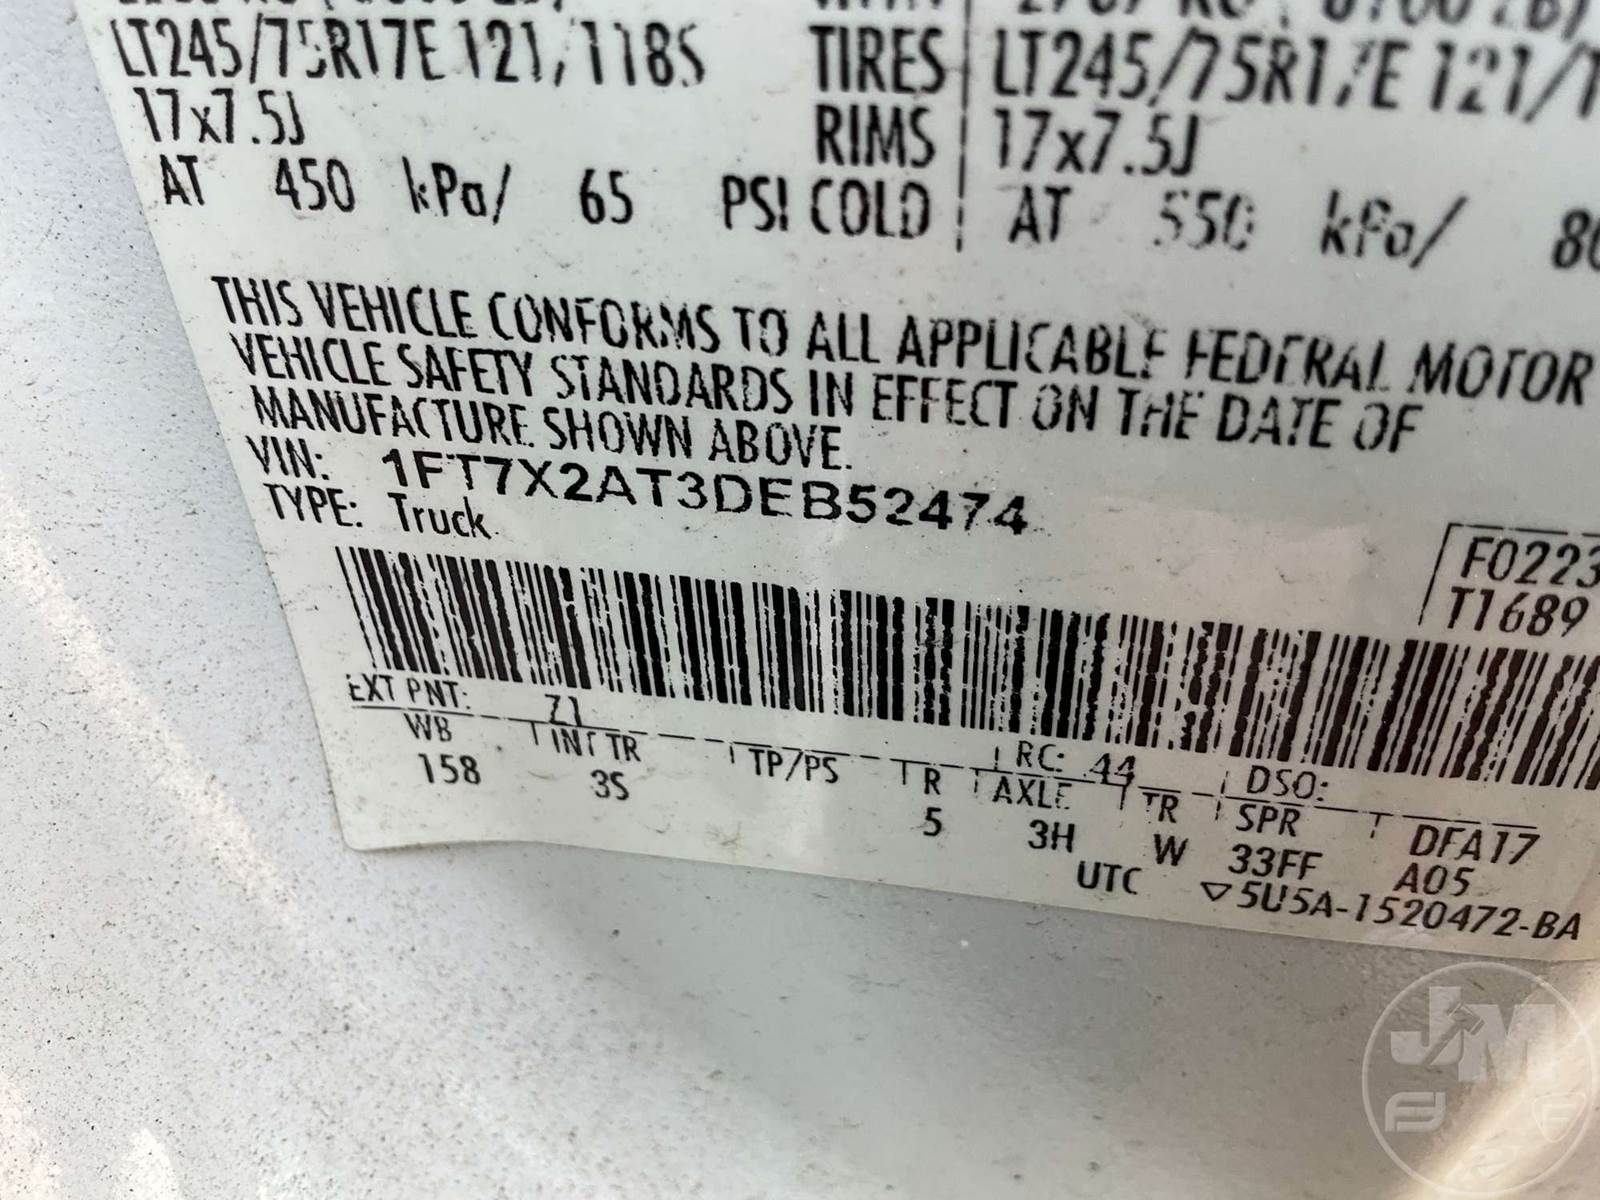 LT245/75R17E 121/118S TIRES LT245/75R17E 121/1
17x7.5J RIMS 17x7.5J
AT 450 kPa/ 65 PSI COLD AT 550 kPa/ 80
THIS VEHICLE CONFORMS TO ALL APPLICABLE FEDERAL MOTOR
VEHICLE SAFETY STANDARDS IN EFFECT ON THE DATE OF
MANUFACTURE SHOWN ABOVE.
VIN: 1FT7X2AT3DEB52474
TYPE: Truck
F0223
T1689
EXT PNT: Z1 RC: 44 DSO:
WB INT TR TP/PS R AXLE TR SPR DFA17
158 3S 5 3H W 33FF A05
UTC ▽5U5A-1520472-BA
JM